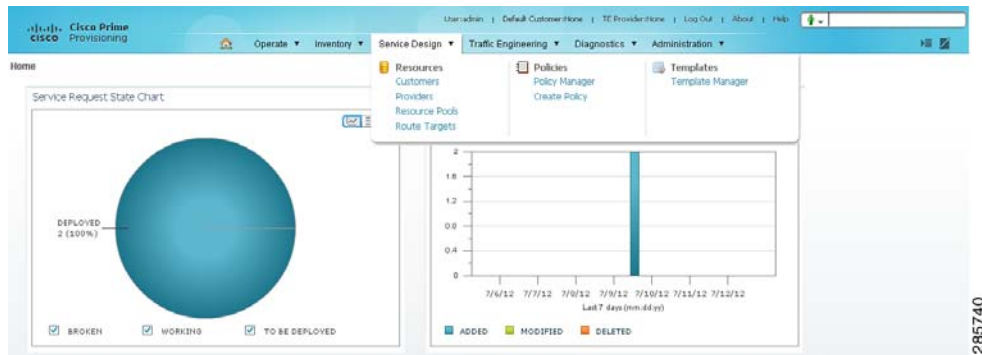 User: admin | Default Customer: None | TE Provider: None | Log Out | About | Help
cisco Cisco Prime
Provisioning
Operate ▼ Inventory ▼ Service Design ▼ Traffic Engineering ▼ Diagnostics ▼ Administration ▼
Home
Resources
Customers
Providers
Resource Pools
Route Targets
Policies
Policy Manager
Create Policy
Templates
Template Manager
Service Request State Chart
DEPLOYED
2 (100%)
BROKEN WORKING TO BE DEPLOYED
2
1.6
1.2
0.8
0.4
0
7/6/12 7/7/12 7/8/12 7/9/12 7/10/12 7/11/12 7/12/12
Last 7 days (mm.dd.yy)
ADDED MODIFIED DELETED
285740